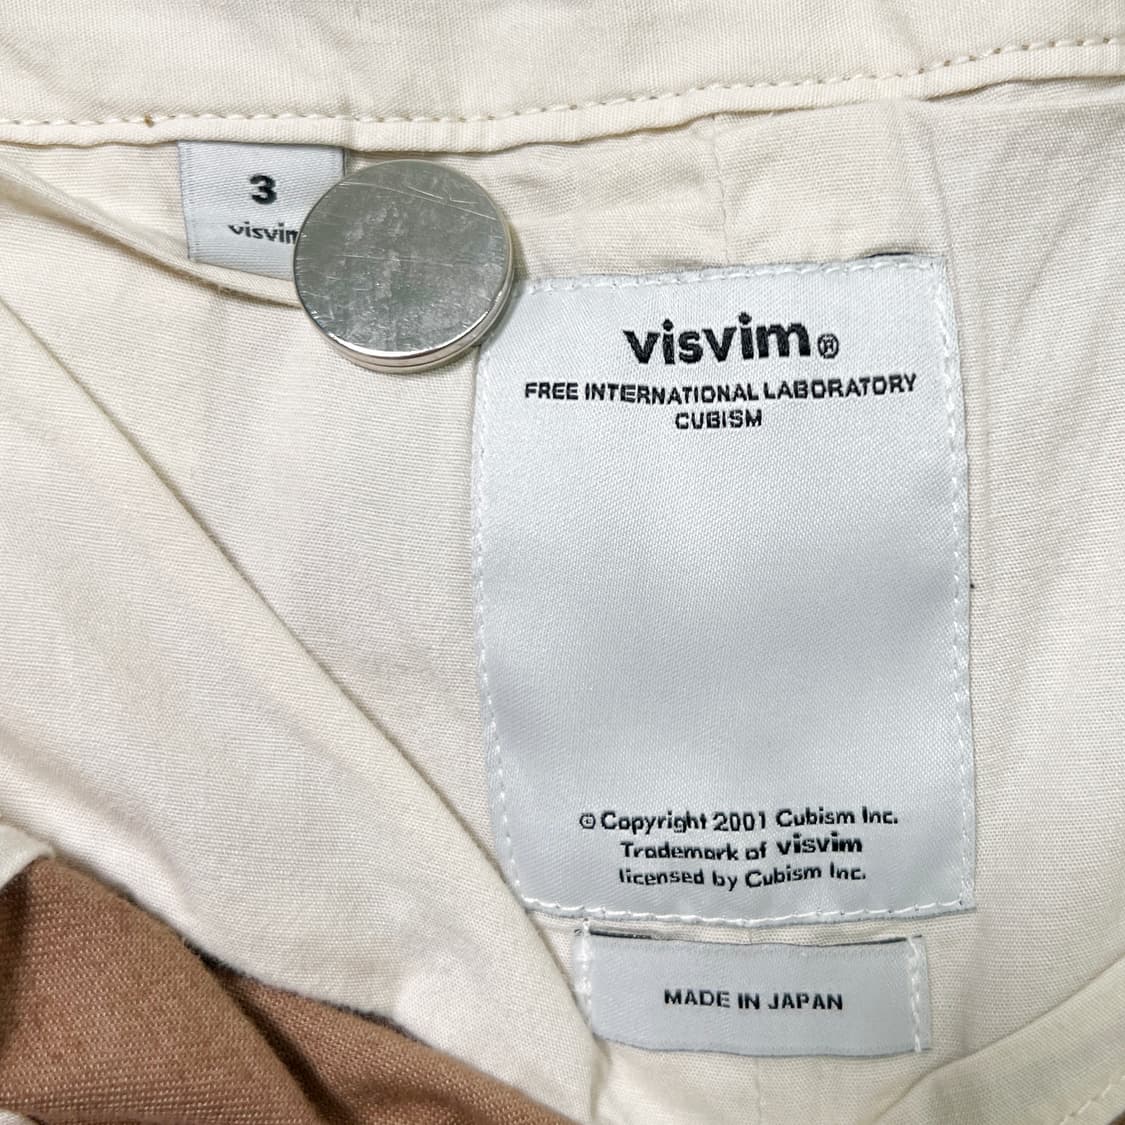 3
visvim
visvim®
FREE INTERNATIONAL LABORATORY
CUBISM
© Copyright 2001 Cubism Inc.
Trademark of visvim
licensed by Cubism Inc.
MADE IN JAPAN